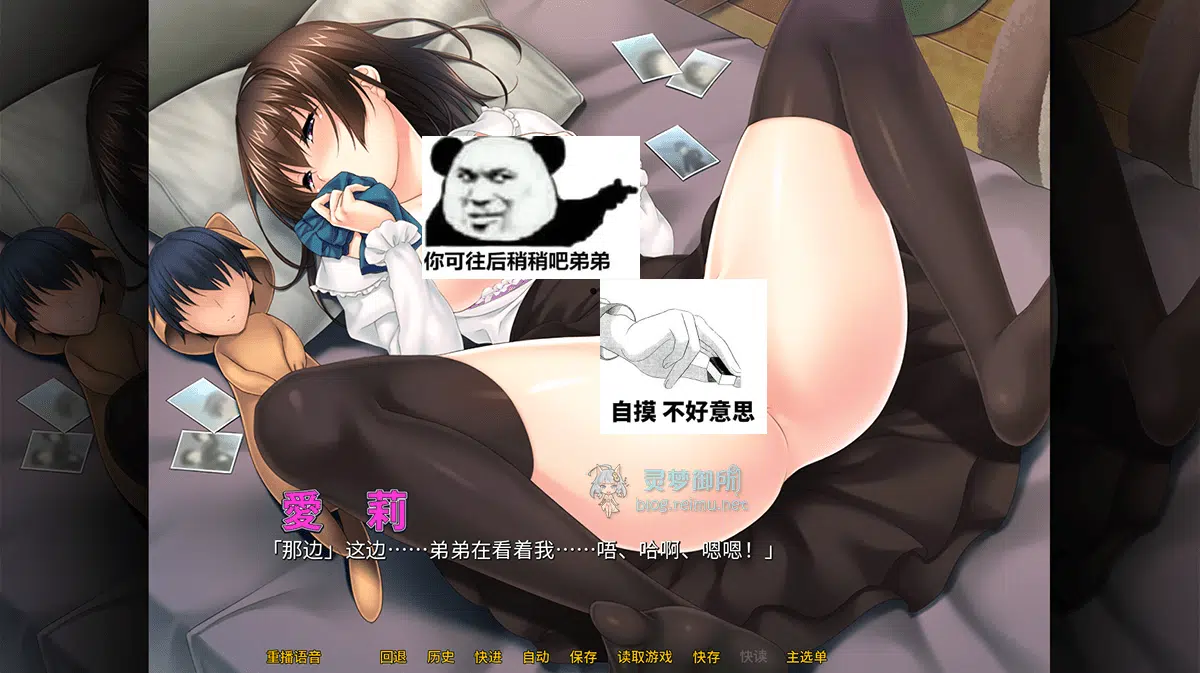 你可往后稍稍吧弟弟
自摸 不好意思
灵梦御所
blog.reimu.net
愛 莉
「那边」这边……弟弟在看着我……唔、哈啊、嗯嗯！」
重播语音 回退 历史 快进 自动 保存 读取游戏 快存 快读 主选单